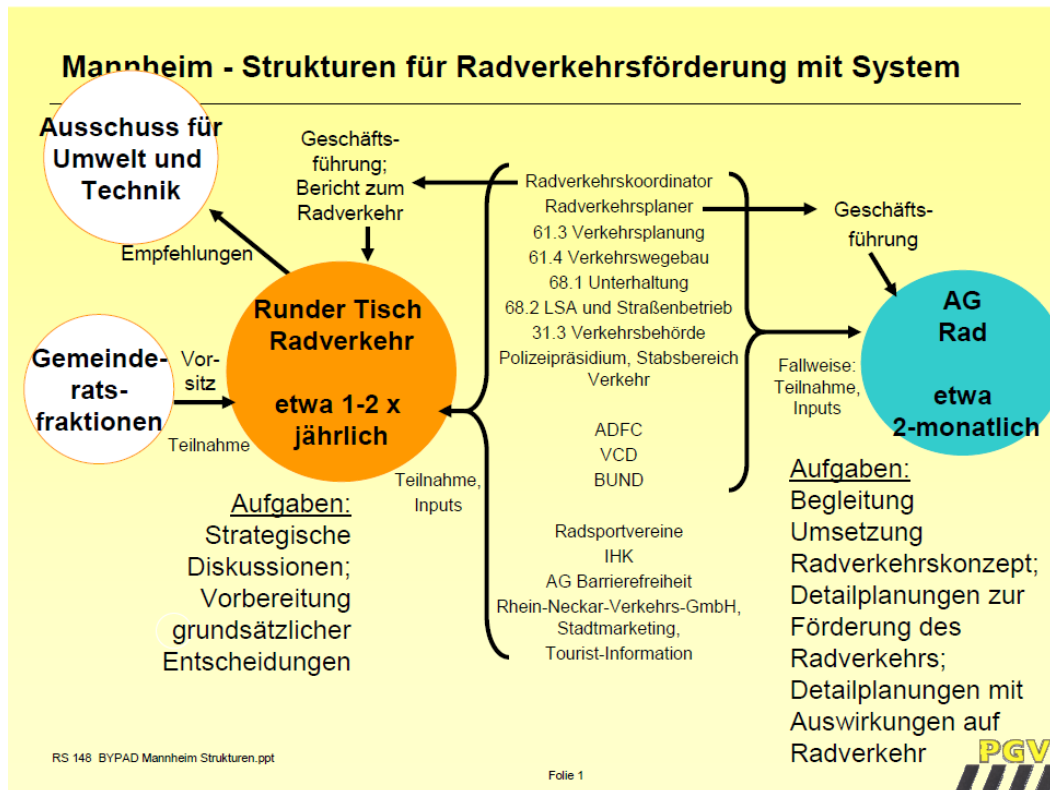 Mannheim - Strukturen für Radverkehrsförderung mit System
Ausschuss für
Umwelt und
Technik
Geschäfts-
führung;
Bericht zum
Radverkehr
Empfehlungen
Runder Tisch
Radverkehr
etwa 1-2 x
jährlich
Gemeinde-
rats-
fraktionen
Vor-
sitz
Teilnahme
Teilnahme,
Inputs
Aufgaben:
Strategische
Diskussionen;
Vorbereitung
grundsätzlicher
Entscheidungen
Radverkehrskoordinator
Radverkehrsplaner
61.3 Verkehrsplanung
61.4 Verkehrswegebau
68.1 Unterhaltung
68.2 LSA und Straßenbetrieb
31.3 Verkehrsbehörde
Polizeipräsidium, Stabsbereich
Verkehr
ADFC
VCD
BUND
Radsportvereine
IHK
AG Barrierefreiheit
Rhein-Neckar-Verkehrs-GmbH,
Stadtmarketing,
Tourist-Information
Geschäfts-
führung
AG
Rad
etwa
2-monatlich
Fallweise:
Teilnahme,
Inputs
Aufgaben:
Begleitung
Umsetzung
Radverkehrskonzept;
Detailplanungen zur
Förderung des
Radverkehrs;
Detailplanungen mit
Auswirkungen auf
Radverkehr
RS 148 BYPAD Mannheim Strukturen.ppt
Folie 1
PGV